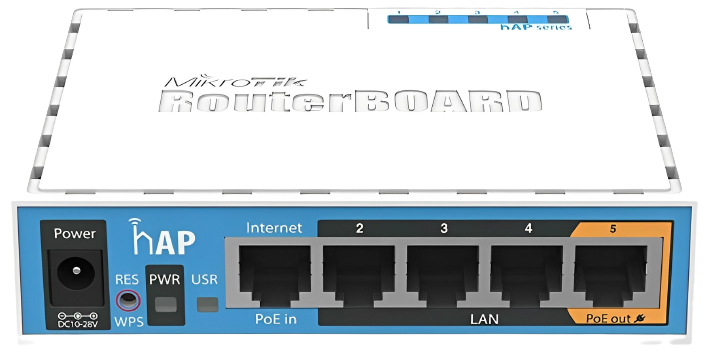 1 2 3 4 5
hAP series
MikroTik
RouterBOARD
Power
hAP
Internet
2
3
4
5
RES
PWR
USR
DC10-28V
WPS
PoE in
LAN
PoE out